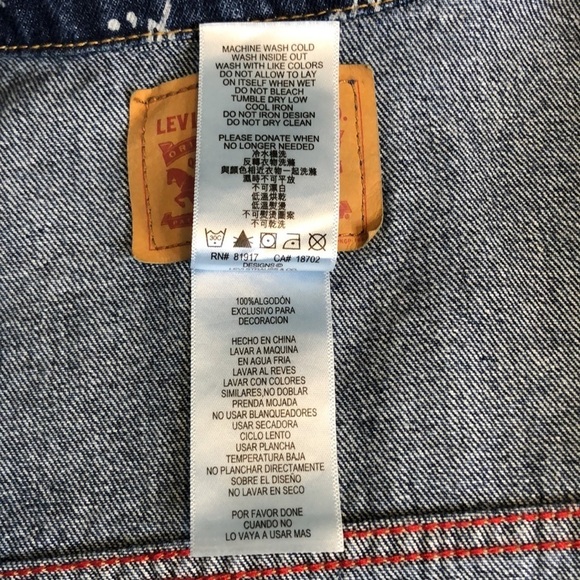 MACHINE WASH COLD
WASH INSIDE OUT
WASH WITH LIKE COLORS
DO NOT ALLOW TO LAY
ON ITSELF WHEN WET
DO NOT BLEACH
TUMBLE DRY LOW
COOL IRON
DO NOT IRON DESIGN
DO NOT DRY CLEAN
PLEASE DONATE WHEN
NO LONGER NEEDED
冷水機洗
反轉衣物洗滌
與顏色相近衣物一起洗滌
濕時不可平放
不可漂白
低溫烘乾
低溫熨燙
不可熨燙圖案
不可乾洗
30C
RN# 81917 CA# 18702
DESIGNS ©
100%ALGODÓN
EXCLUSIVO PARA
DECORACION
HECHO EN CHINA
LAVAR A MAQUINA
EN AGUA FRIA
LAVAR AL REVES
LAVAR CON COLORES
SIMILARES,NO DOBLAR
PRENDA MOJADA
NO USAR BLANQUEADORES
USAR SECADORA
CICLO LENTO
USAR PLANCHA
TEMPERATURA BAJA
NO PLANCHAR DIRECTAMENTE
SOBRE EL DISEÑO
NO LAVAR EN SECO
POR FAVOR DONE
CUANDO NO
LO VAYA A USAR MAS
LEVI